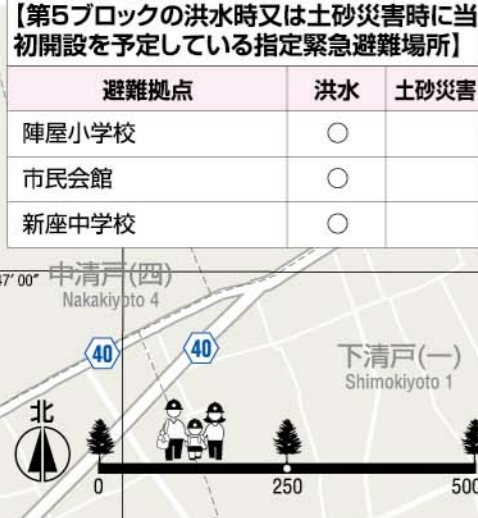 【第5ブロックの洪水時又は土砂災害時に当
初開設を予定している指定緊急避難場所】
避難拠点 洪水 土砂災害
陣屋小学校 ○
市民会館 ○
新座中学校 ○
47′00″
中清戸(四)
Nakakiyoto 4
40
40
下清戸(一)
Shimokiyoto 1
北
0 250 500